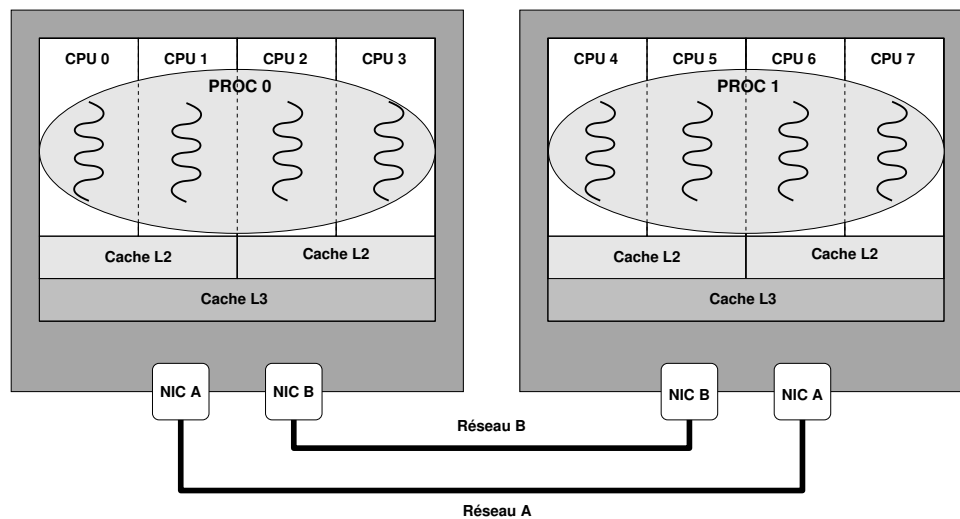 CPU 0 CPU 1 CPU 2 CPU 3
PROC 0
Cache L2 Cache L2
Cache L3
NIC A NIC B
CPU 4 CPU 5 CPU 6 CPU 7
PROC 1
Cache L2 Cache L2
Cache L3
NIC B NIC A
Réseau B
Réseau A